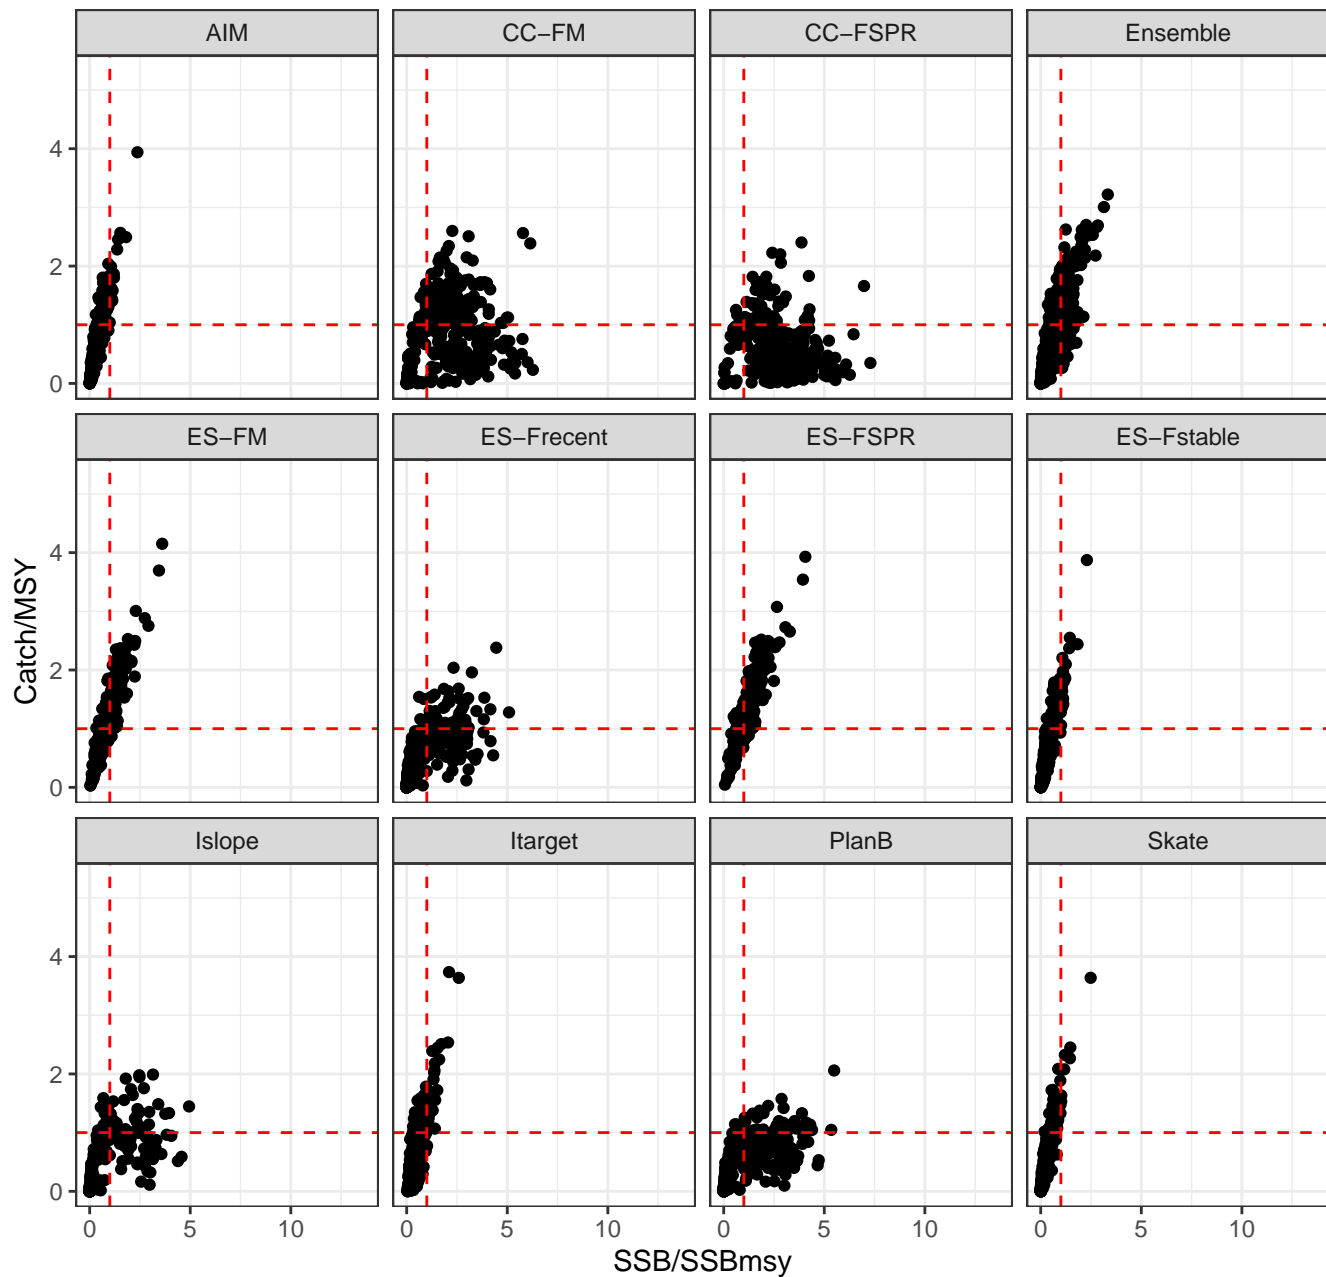 AIM CC−FM CC−FSPR Ensemble
4
2
0
ES−FM ES−Frecent ES−FSPR ES−Fstable
4
2
0
Islope Itarget PlanB Skate
4
2
0
0 5 10 0 5 10 0 5 10 0 5 10
SSB/SSBmsy
Catch/MSY